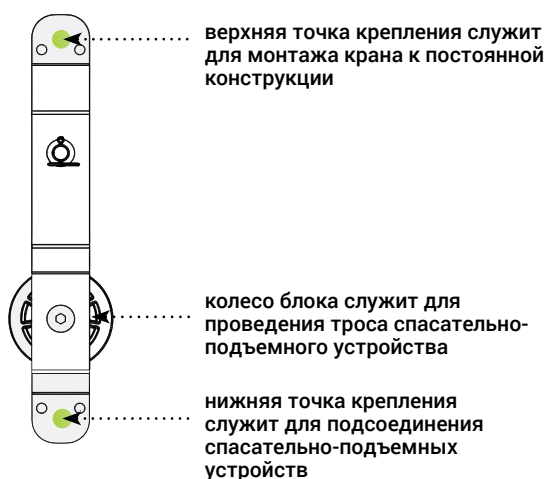 верхняя точка крепления служит
для монтажа крана к постоянной
конструкции
колесо блока служит для
проведения троса спасательно-
подъемного устройства
нижняя точка крепления
служит для подсоединения
спасательно-подъемных
устройств